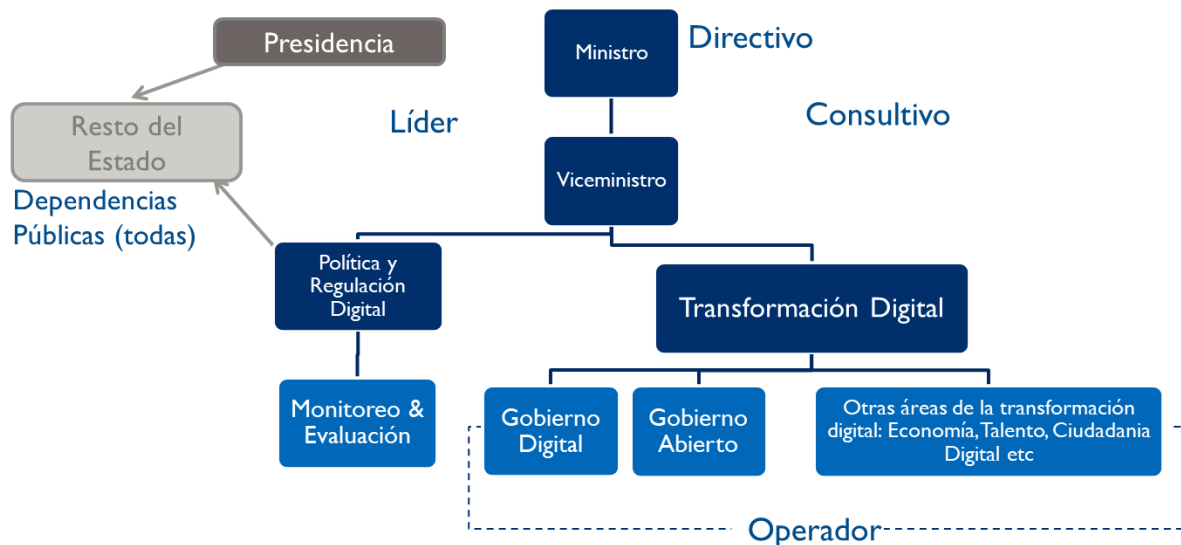 Presidencia
Ministro
Directivo
Resto del
Estado
Líder
Consultivo
Viceministro
Dependencias
Públicas (todas)
Política y
Regulación
Digital
Transformación Digital
Monitoreo &
Evaluación
Gobierno
Digital
Gobierno
Abierto
Otras áreas de la transformación
digital: Economía, Talento, Ciudadania
Digital etc
Operador